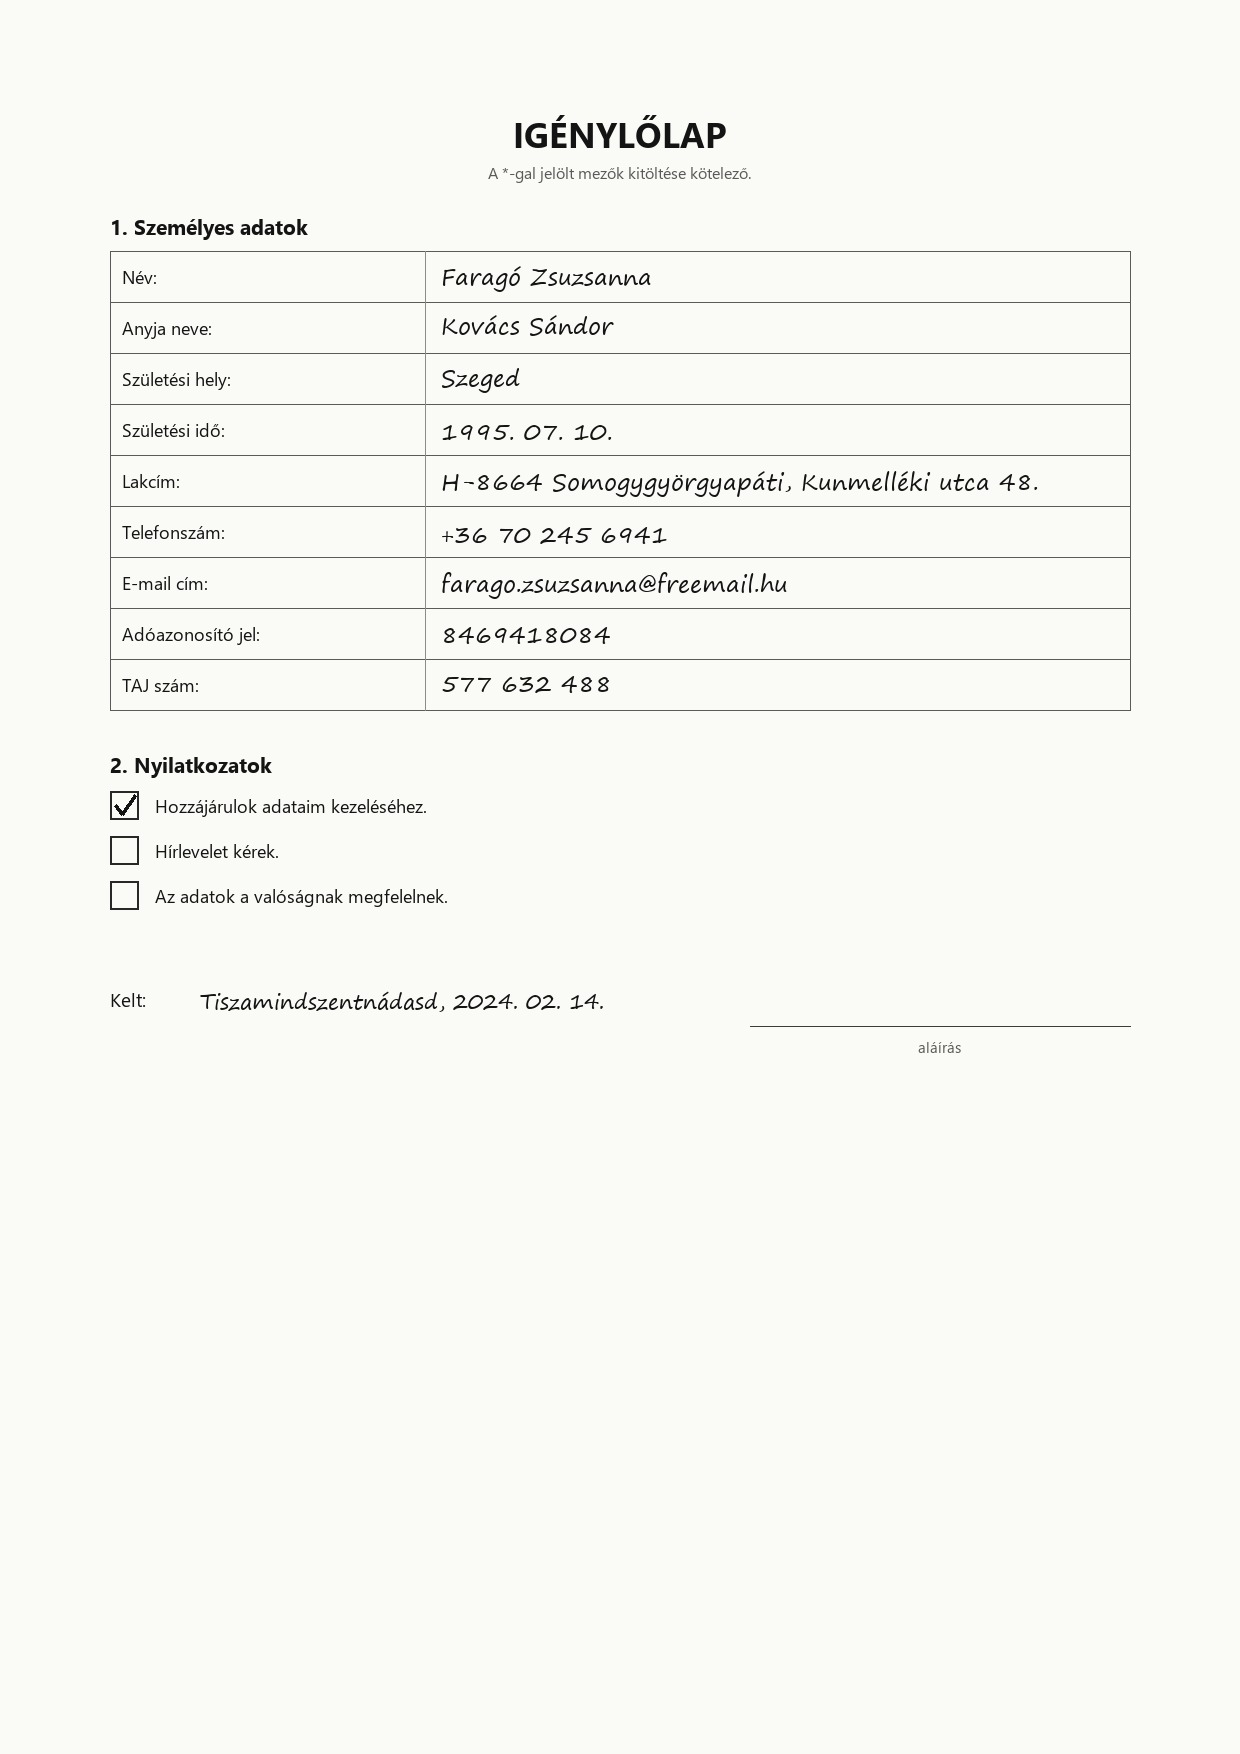 IGÉNYLŐLAP
A *-gal jelölt mezők kitöltése kötelező.
1. Személyes adatok
Név: Faragó Zsuzsanna
Anyja neve: Kovács Sándor
Születési hely: Szeged
Születési idő: 1995. 07. 10.
Lakcím: H-8664 Somogygyörgyapáti, Kunmelléki utca 48.
Telefonszám: +36 70 245 6941
E-mail cím: farago.zsuzsanna@freemail.hu
Adóazonosító jel: 8469418084
TAJ szám: 577 632 488
2. Nyilatkozatok
Hozzájárulok adataim kezeléséhez.
Hírlevelet kérek.
Az adatok a valóságnak megfelelnek.
Kelt: Tiszamindszentnádasd, 2024. 02. 14.
aláírás